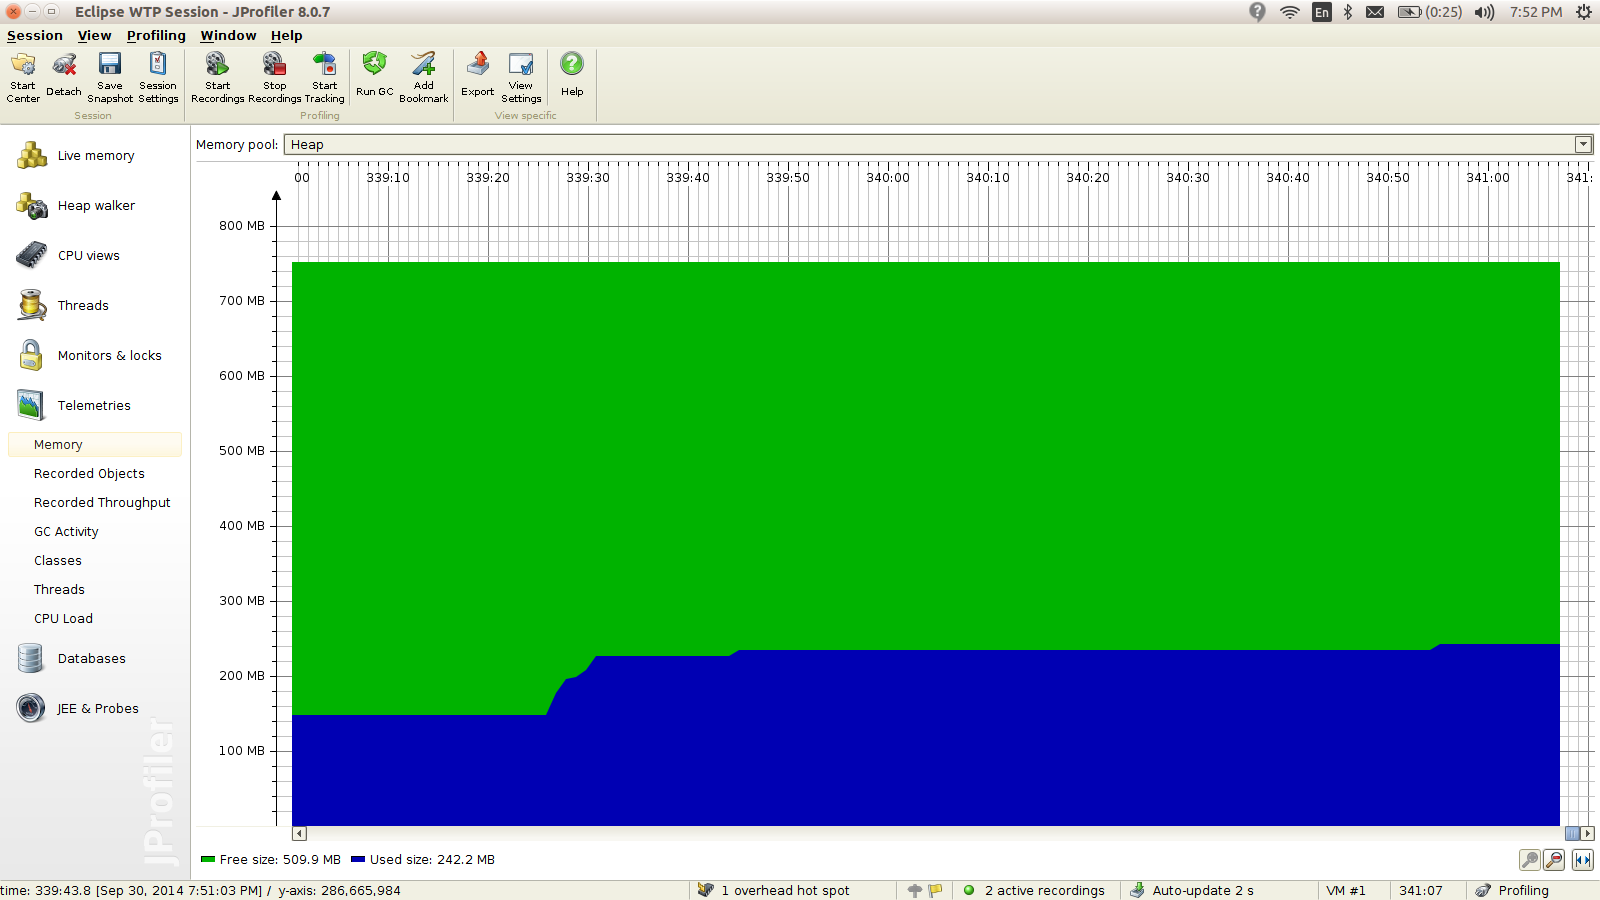 Eclipse WTP Session - JProfiler 8.0.7
En
(0:25)
7:52 PM
Session View Profiling Window Help
Start Center
Detach
Save Snapshot
Session Settings
Start Recordings
Stop Recordings
Start Tracking
Run GC
Add Bookmark
Export
View Settings
Help
Session
Profiling
View specific
Live memory
Heap walker
CPU views
Threads
Monitors & locks
Telemetries
Memory
Recorded Objects
Recorded Throughput
GC Activity
Classes
Threads
CPU Load
Databases
JEE & Probes
JProfiler
Memory pool: Heap
00 339:10 339:20 339:30 339:40 339:50 340:00 340:10 340:20 340:30 340:40 340:50 341:00 341:
800 MB
700 MB
600 MB
500 MB
400 MB
300 MB
200 MB
100 MB
Free size: 509.9 MB Used size: 242.2 MB
time: 339:43.8 [Sep 30, 2014 7:51:03 PM] / y-axis: 286,665,984
1 overhead hot spot
2 active recordings
Auto-update 2 s
VM #1
341:07
Profiling